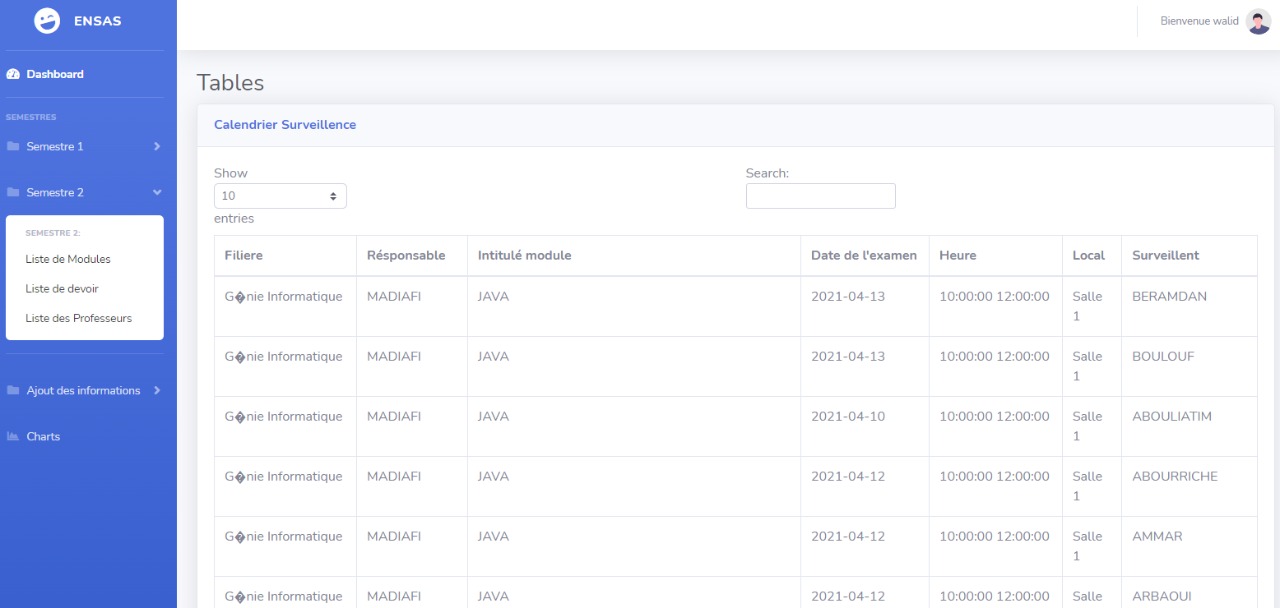 ENSAS
Bienvenue walid
Dashboard
SEMESTRES
Semestre 1
Semestre 2
SEMESTRE 2:
Liste de Modules
Liste de devoir
Liste des Professeurs
Ajout des informations
Charts
Tables
Calendrier Surveillence
Show
10
entries
Search:
Filiere Résponsable Intitulé module Date de l'examen Heure Local Surveillent
G�nie Informatique MADIAFI JAVA 2021-04-13 10:00:00 12:00:00 Salle BERAMDAN
1
G�nie Informatique MADIAFI JAVA 2021-04-13 10:00:00 12:00:00 Salle BOULOUF
1
G�nie Informatique MADIAFI JAVA 2021-04-10 10:00:00 12:00:00 Salle ABOULIATIM
1
G�nie Informatique MADIAFI JAVA 2021-04-12 10:00:00 12:00:00 Salle ABOURRICHE
1
G�nie Informatique MADIAFI JAVA 2021-04-12 10:00:00 12:00:00 Salle AMMAR
1
G�nie Informatique MADIAFI JAVA 2021-04-12 10:00:00 12:00:00 Salle ARBAOUI